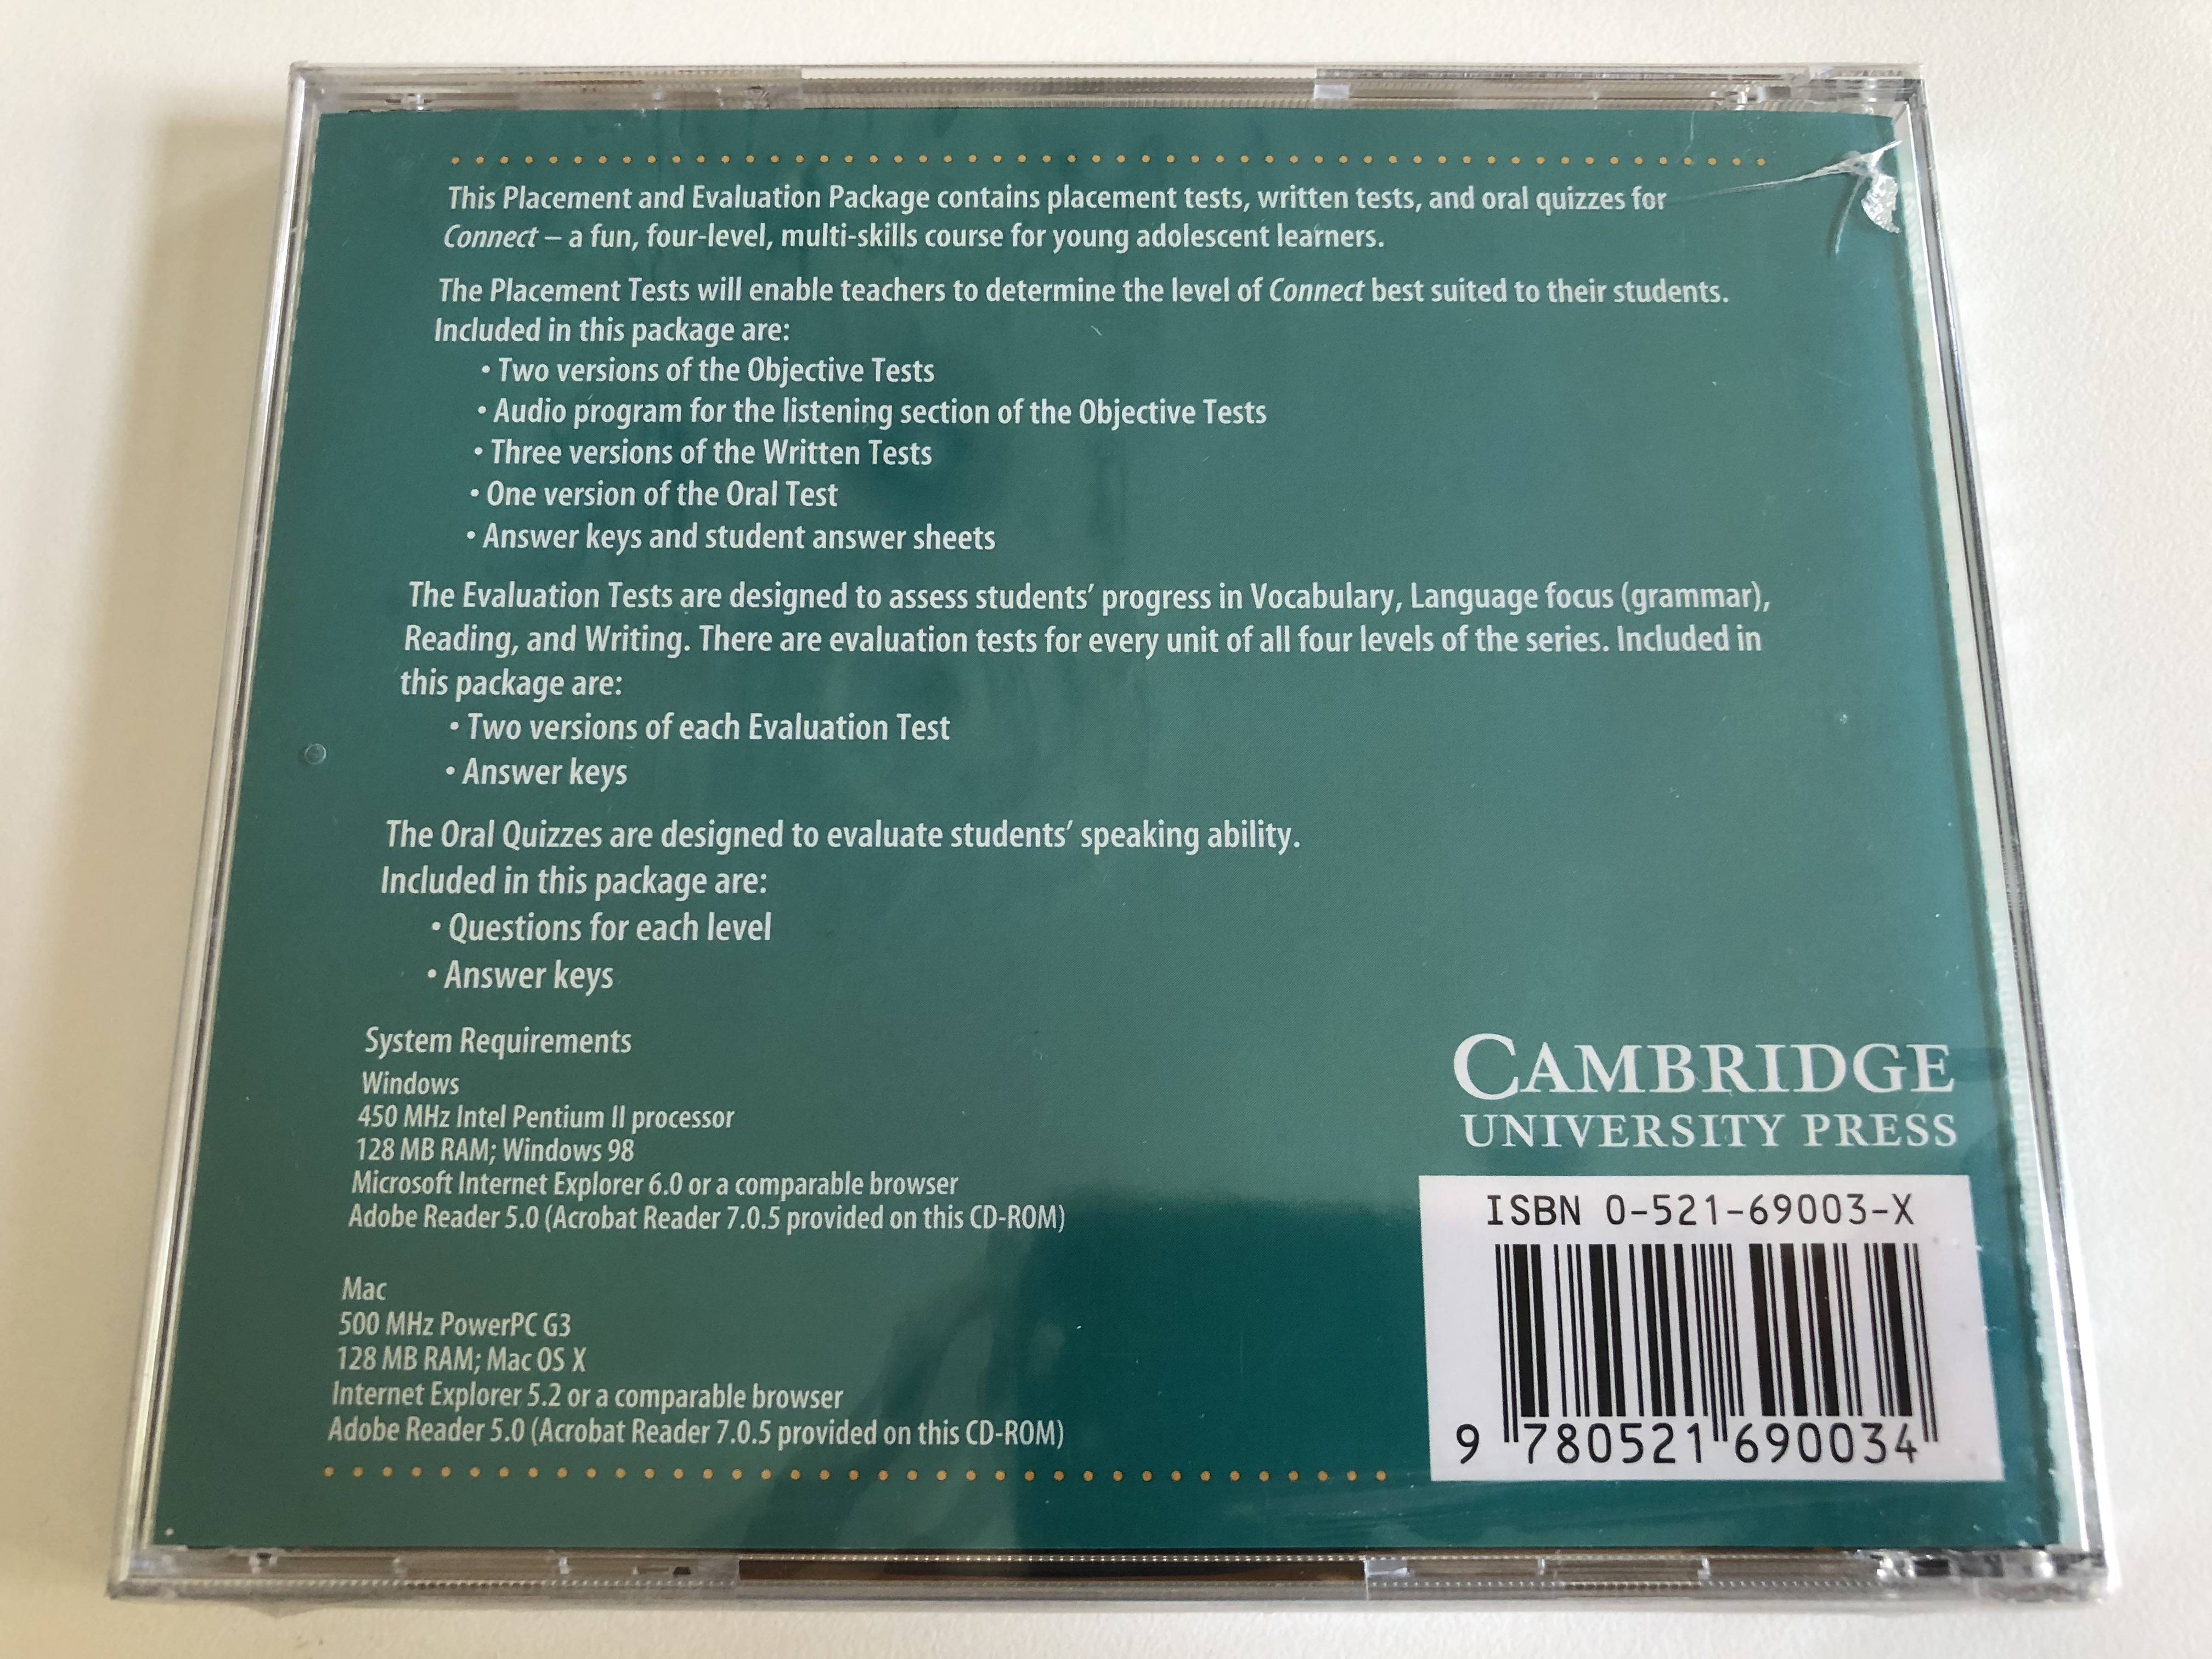 This Placement and Evaluation Package contains placement tests, written tests, and oral quizzes for
Connect – a fun, four-level, multi-skills course for young adolescent learners.
The Placement Tests will enable teachers to determine the level of Connect best suited to their students.
Included in this package are:
• Two versions of the Objective Tests
• Audio program for the listening section of the Objective Tests
• Three versions of the Written Tests
• One version of the Oral Test
• Answer keys and student answer sheets
The Evaluation Tests are designed to assess students’ progress in Vocabulary, Language focus (grammar),
Reading, and Writing. There are evaluation tests for every unit of all four levels of the series. Included in
this package are:
• Two versions of each Evaluation Test
• Answer keys
The Oral Quizzes are designed to evaluate students’ speaking ability.
Included in this package are:
• Questions for each level
• Answer keys
System Requirements
Windows
450 MHz Intel Pentium II processor
128 MB RAM; Windows 98
Microsoft Internet Explorer 6.0 or a comparable browser
Adobe Reader 5.0 (Acrobat Reader 7.0.5 provided on this CD-ROM)
Mac
500 MHz PowerPC G3
128 MB RAM; Mac OS X
Internet Explorer 5.2 or a comparable browser
Adobe Reader 5.0 (Acrobat Reader 7.0.5 provided on this CD-ROM)
CAMBRIDGE
UNIVERSITY PRESS
ISBN 0-521-69003-X
9 780521 690034